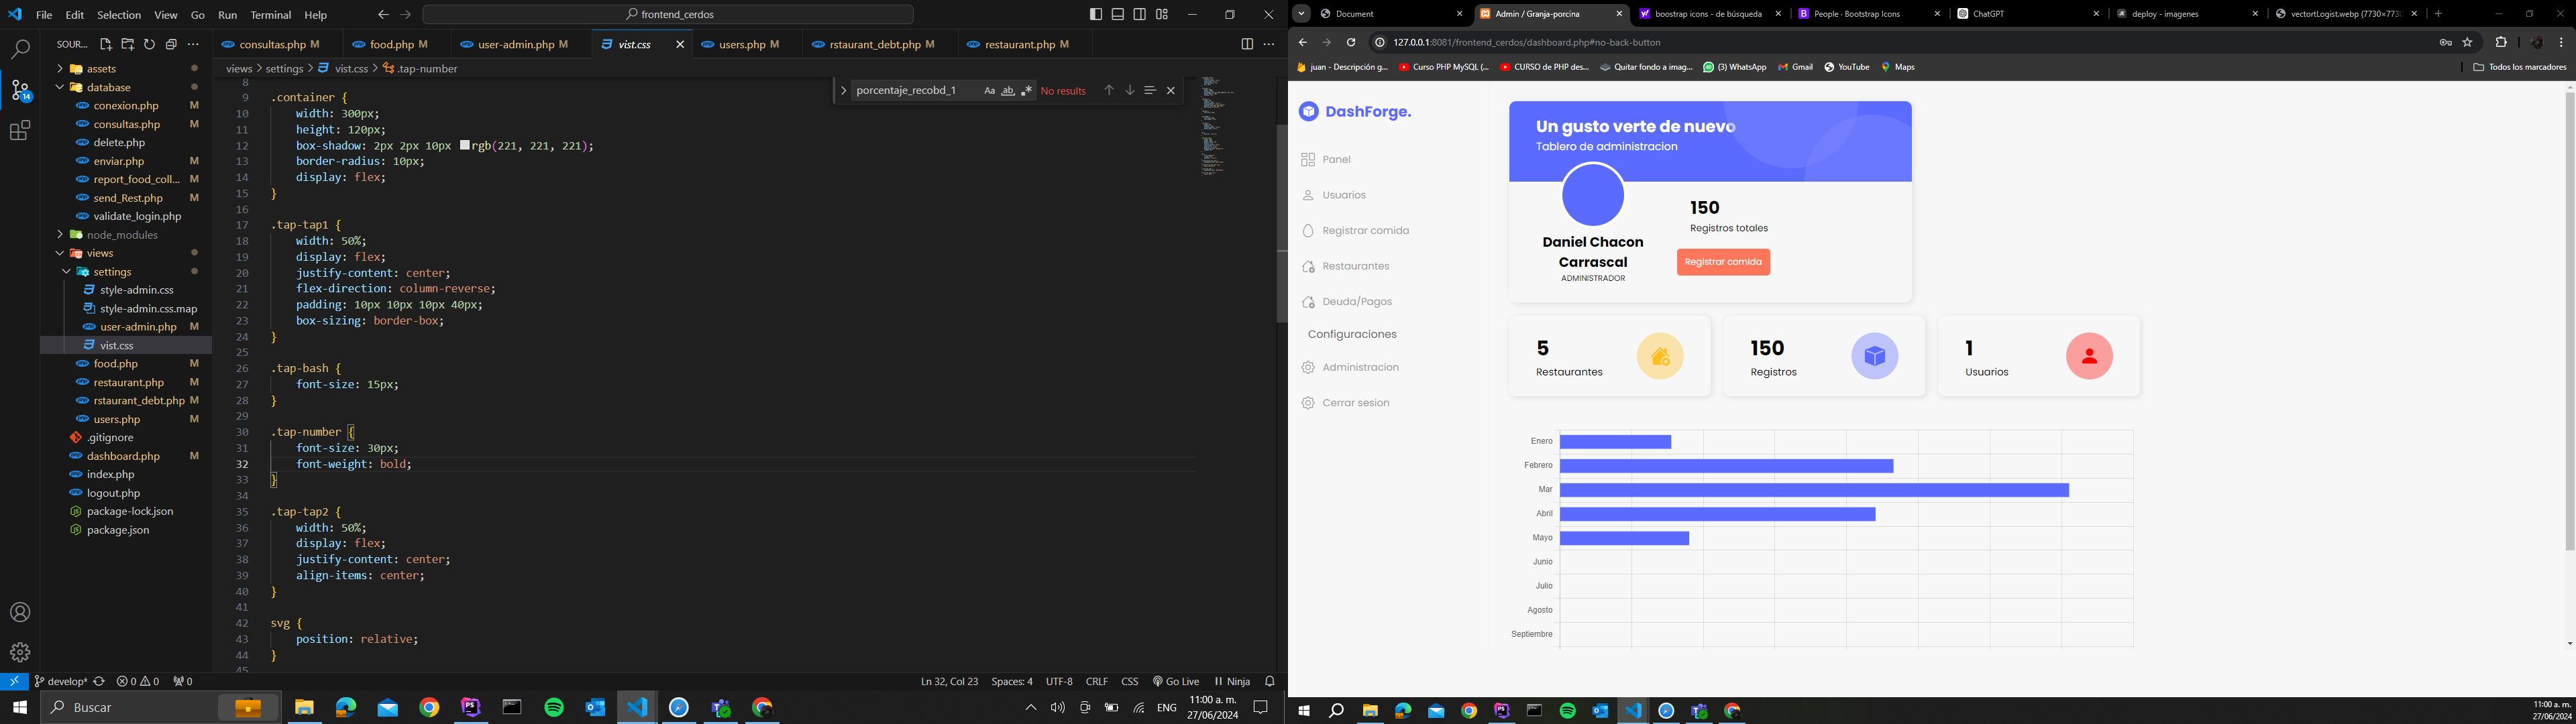 File Edit Selection View Go Run Terminal Help
frontend_cerdos
SOUR...
assets
database
conexion.php M
consultas.php M
delete.php
enviar.php M
report_food_coll... M
send_Rest.php M
validate_login.php
node_modules
views
settings
style-admin.css
style-admin.css.map
user-admin.php M
vist.css
food.php M
restaurant.php M
rstaurant_debt.php M
users.php M
.gitignore
dashboard.php M
index.php
logout.php
package-lock.json
package.json
14
consultas.php M food.php M user-admin.php M vist.css users.php M rstaurant_debt.php M restaurant.php M
views > settings > vist.css > .tap-number
porcentaje_recobd_1 Aa ab .* No results
8
9 .container {
10 width: 300px;
11 height: 120px;
12 box-shadow: 2px 2px 10px rgb(221, 221, 221);
13 border-radius: 10px;
14 display: flex;
15 }
16
17 .tap-tap1 {
18 width: 50%;
19 display: flex;
20 justify-content: center;
21 flex-direction: column-reverse;
22 padding: 10px 10px 10px 40px;
23 box-sizing: border-box;
24 }
25
26 .tap-bash {
27 font-size: 15px;
28 }
29
30 .tap-number {
31 font-size: 30px;
32 font-weight: bold;
33 }
34
35 .tap-tap2 {
36 width: 50%;
37 display: flex;
38 justify-content: center;
39 align-items: center;
40 }
41
42 svg {
43 position: relative;
44 }
45
develop* 0 0 0
Ln 32, Col 23 Spaces: 4 UTF-8 CRLF CSS Go Live Ninja
Buscar
ENG
11:00 a. m.
27/06/2024
Document Admin / Granja-porcina boostrap icons - de búsqueda People · Bootstrap Icons ChatGPT deploy - imagenes vectortLogist.webp (7730×773
127.0.0.1:8081/frontend_cerdos/dashboard.php#no-back-button
juan - Descripción g... Curso PHP MySQL (... CURSO de PHP des... Quitar fondo a imag... (3) WhatsApp Gmail YouTube Maps Todos los marcadores
DashForge.
Panel
Usuarios
Registrar comida
Restaurantes
Deuda/Pagos
Configuraciones
Administracion
Cerrar sesion
Un gusto verte de nuevo
Tablero de administracion
Daniel Chacon
Carrascal
ADMINISTRADOR
150
Registros totales
Registrar comida
5
Restaurantes
150
Registros
1
Usuarios
Enero
Febrero
Mar
Abril
Mayo
Junio
Julio
Agosto
Septiembre
11:00 a. m.
27/06/2024